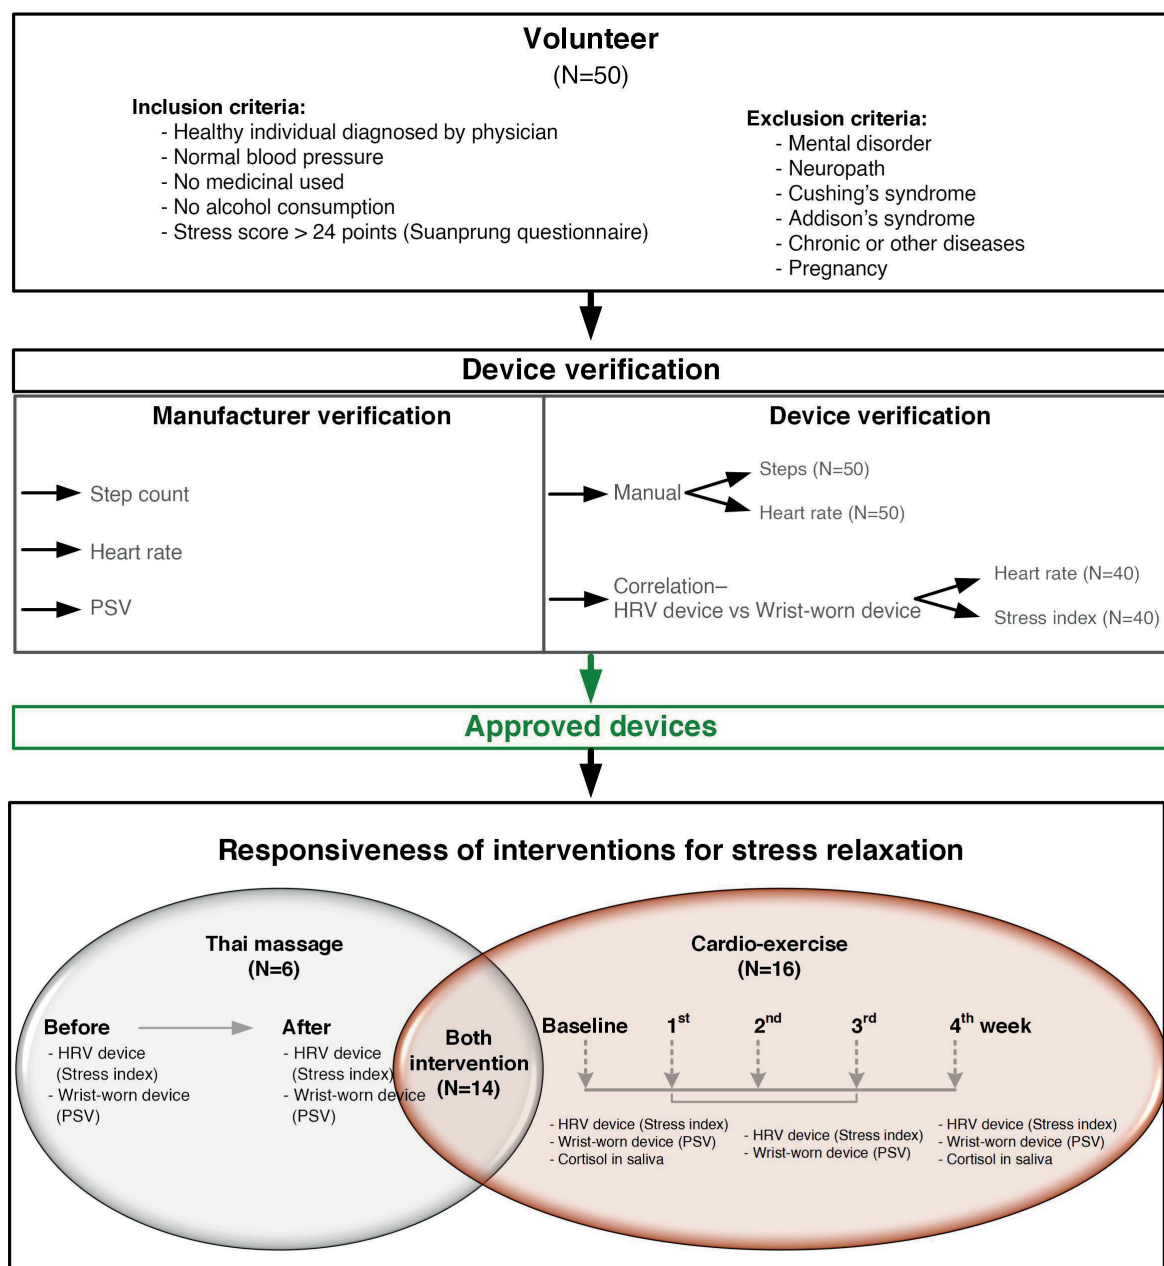 Volunteer
(N=50)
Inclusion criteria:
- Healthy individual diagnosed by physician
- Normal blood pressure
- No medicinal used
- No alcohol consumption
- Stress score > 24 points (Suanprung questionnaire)
Exclusion criteria:
- Mental disorder
- Neuropath
- Cushing's syndrome
- Addison's syndrome
- Chronic or other diseases
- Pregnancy
Device verification
Manufacturer verification
Step count
Heart rate
PSV
Device verification
Manual
Steps (N=50)
Heart rate (N=50)
Correlation–
HRV device vs Wrist-worn device
Heart rate (N=40)
Stress index (N=40)
Approved devices
Responsiveness of interventions for stress relaxation
Thai massage
(N=6)
Before
- HRV device
(Stress index)
- Wrist-worn device
(PSV)
After
- HRV device
(Stress index)
- Wrist-worn device
(PSV)
Both
intervention
(N=14)
Cardio-exercise
(N=16)
Baseline 1st 2nd 3rd 4th week
- HRV device (Stress index)
- Wrist-worn device (PSV)
- Cortisol in saliva
- HRV device (Stress index)
- Wrist-worn device (PSV)
- HRV device (Stress index)
- Wrist-worn device (PSV)
- Cortisol in saliva